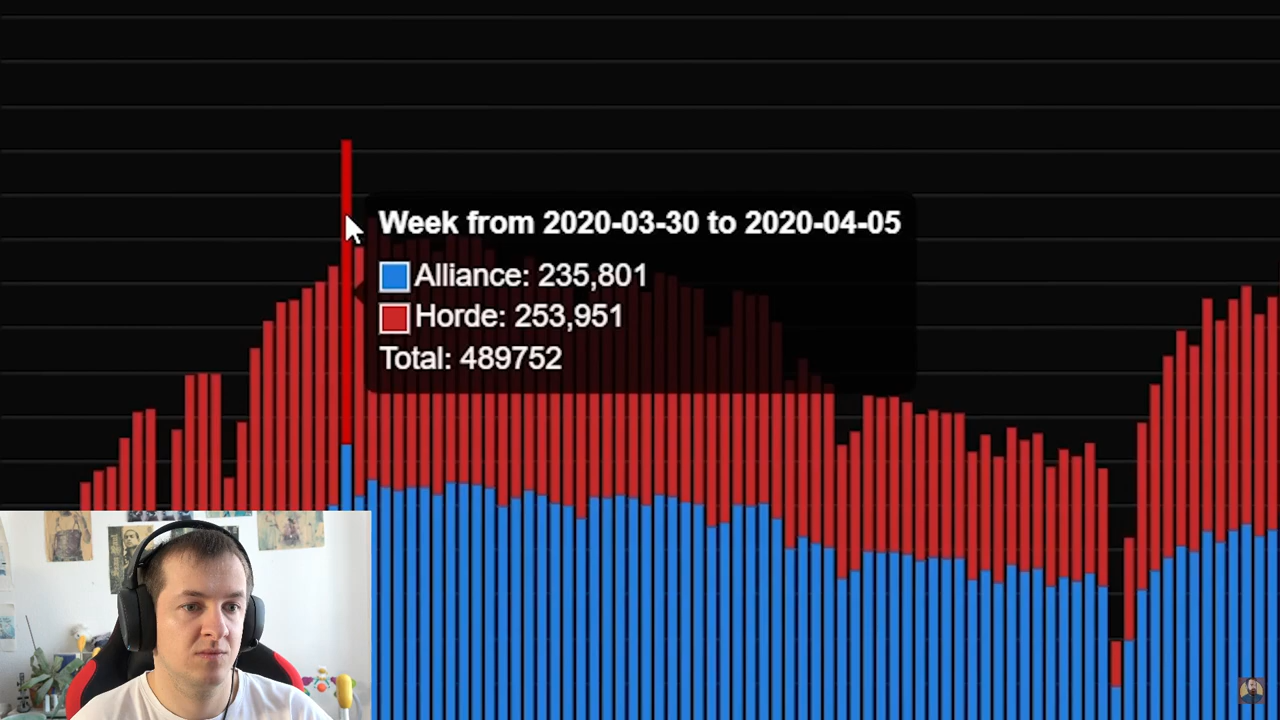 Week from 2020-03-30 to 2020-04-05
Alliance: 235,801
Horde: 253,951
Total: 489752